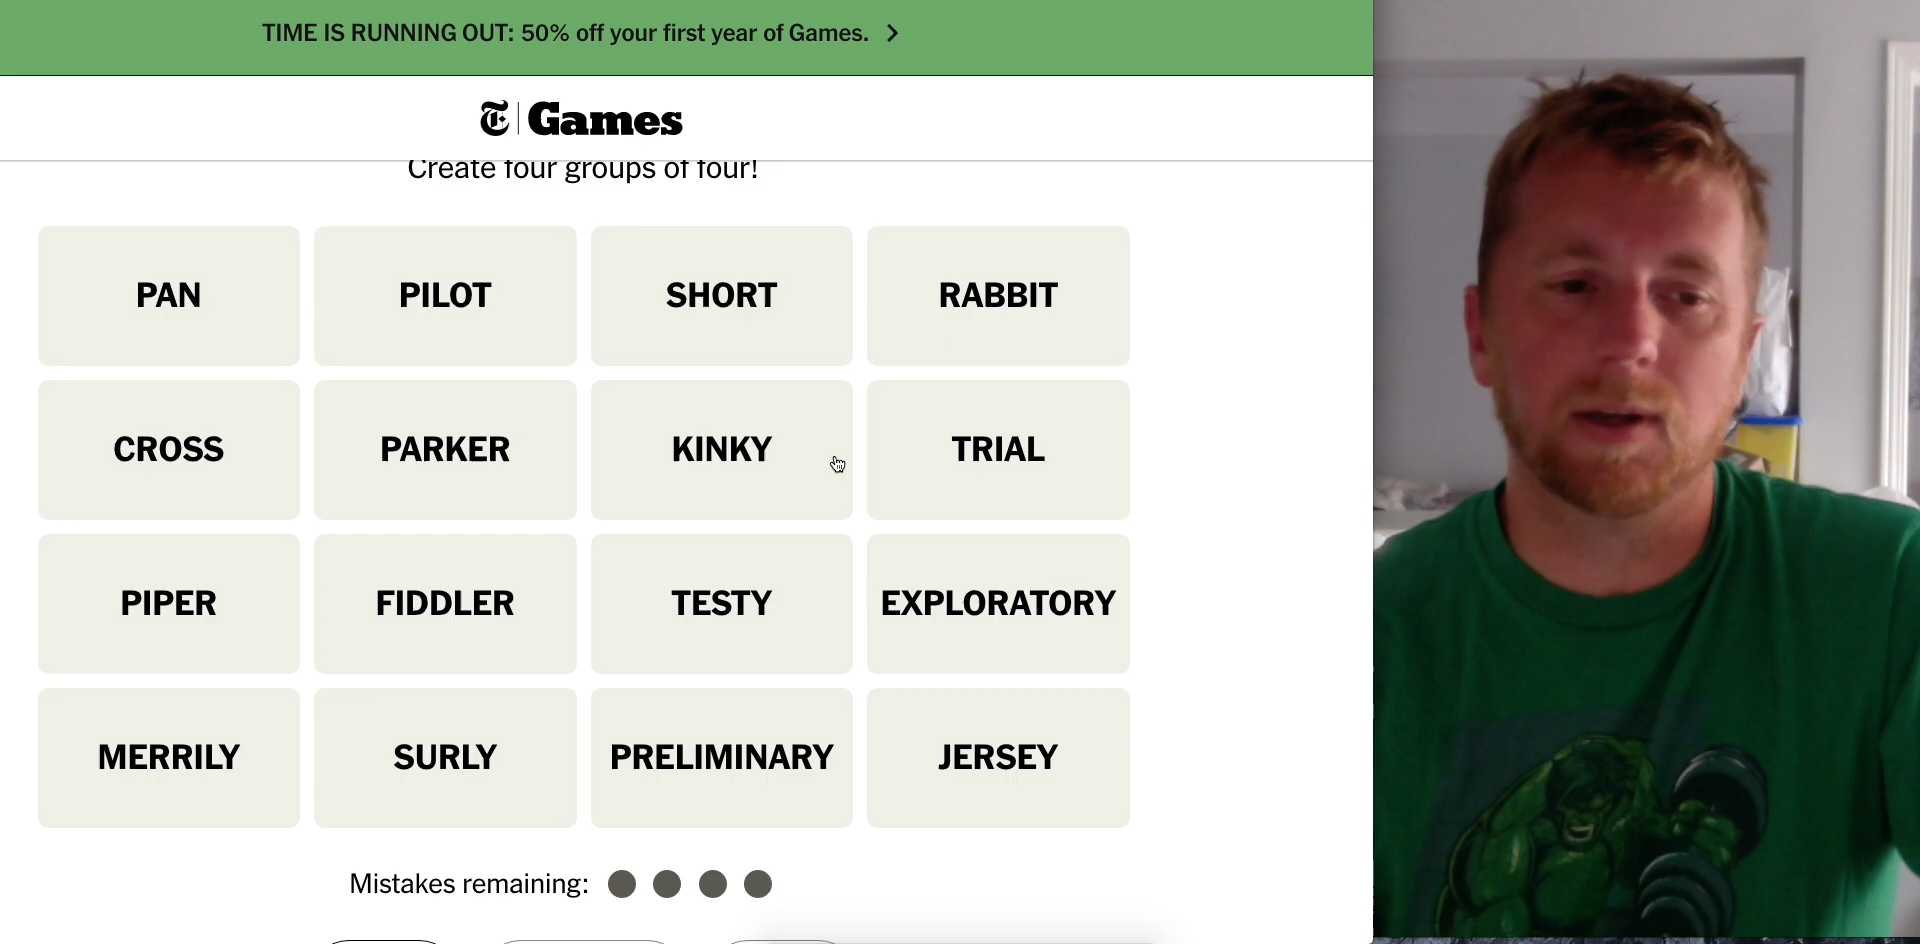 TIME IS RUNNING OUT: 50% off your first year of Games.
Games
Create four groups of four!
PAN PILOT SHORT RABBIT
CROSS PARKER KINKY TRIAL
PIPER FIDDLER TESTY EXPLORATORY
MERRILY SURLY PRELIMINARY JERSEY
Mistakes remaining: